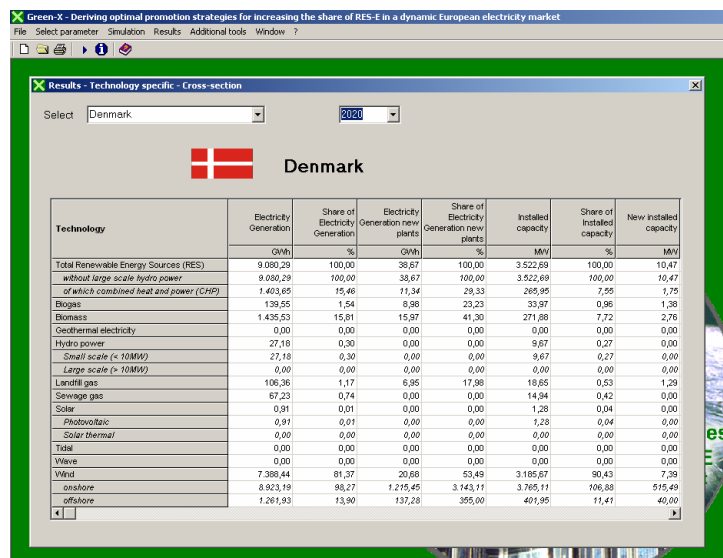 Green-X - Deriving optimal promotion strategies for increasing the share of RES-E in a dynamic European electricity market
File Select parameter Simulation Results Additional tools Window ?
Results - Technology specific - Cross-section
Select Denmark 2020
Denmark
Technology Electricity Generation Share of Electricity Generation Electricity Generation new plants Share of Electricity Generation new plants Installed capacity Share of Installed capacity New installed capacity
GWh % GWh % MW % MW
Total Renewable Energy Sources (RES) 9.080,29 100,00 38,67 100,00 3.522,69 100,00 10,47
without large scale hydro power 9.080,29 100,00 38,67 100,00 3.522,69 100,00 10,47
of which combined heat and power (CHP) 1.403,65 15,46 11,34 29,33 265,95 7,55 1,75
Biogas 139,55 1,54 8,98 23,23 33,97 0,96 1,38
Biomass 1.435,53 15,81 15,97 41,30 271,88 7,72 2,76
Geothermal electricity 0,00 0,00 0,00 0,00 0,00 0,00 0,00
Hydro power 27,18 0,30 0,00 0,00 9,67 0,27 0,00
Small scale (< 10MW) 27,18 0,30 0,00 0,00 9,67 0,27 0,00
Large scale (> 10MW) 0,00 0,00 0,00 0,00 0,00 0,00 0,00
Landfill gas 106,36 1,17 6,95 17,98 18,65 0,53 1,29
Sewage gas 67,23 0,74 0,00 0,00 14,94 0,42 0,00
Solar 0,91 0,01 0,00 0,00 1,28 0,04 0,00
Photovoltaic 0,91 0,01 0,00 0,00 1,28 0,04 0,00
Solar thermal 0,00 0,00 0,00 0,00 0,00 0,00 0,00
Tidal 0,00 0,00 0,00 0,00 0,00 0,00 0,00
Wave 0,00 0,00 0,00 0,00 0,00 0,00 0,00
Wind 7.388,44 81,37 20,68 53,49 3.185,67 90,43 7,39
onshore 8.923,19 98,27 1.215,45 3.143,11 3.765,11 106,88 515,49
offshore 1.261,93 13,90 137,28 355,00 401,95 11,41 40,00
es
E